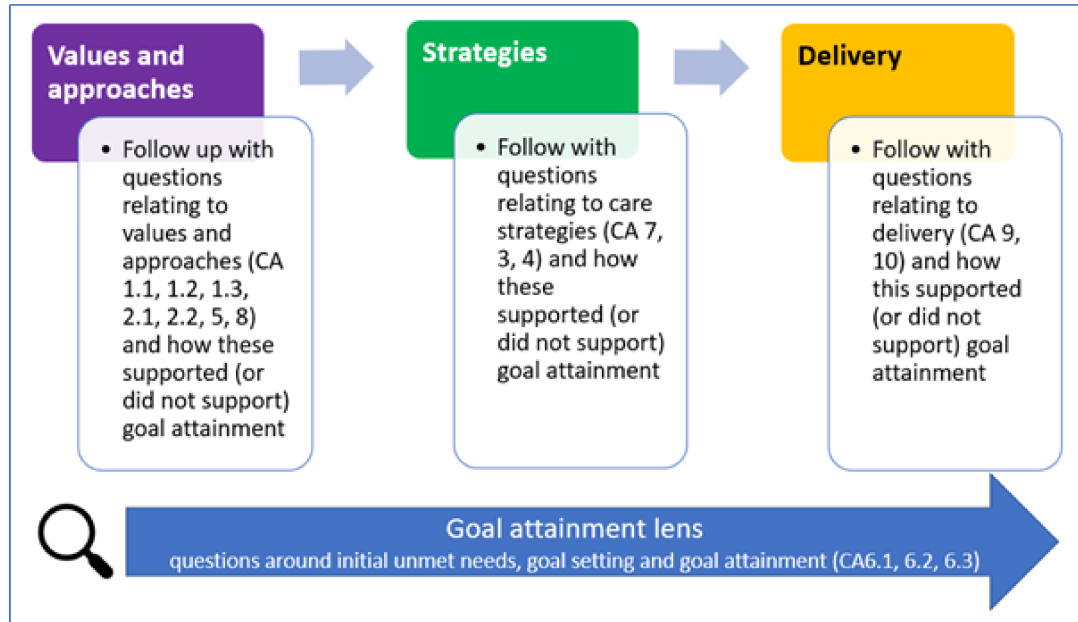 Values and
approaches
• Follow up with
questions
relating to
values and
approaches (CA
1.1, 1.2, 1.3,
2.1, 2.2, 5, 8)
and how these
supported (or
did not support)
goal attainment
Strategies
• Follow with
questions
relating to care
strategies (CA 7,
3, 4) and how
these
supported (or
did not support)
goal attainment
Delivery
• Follow with
questions
relating to
delivery (CA 9,
10) and how
this supported
(or did not
support) goal
attainment
Goal attainment lens
questions around initial unmet needs, goal setting and goal attainment (CA6.1, 6.2, 6.3)